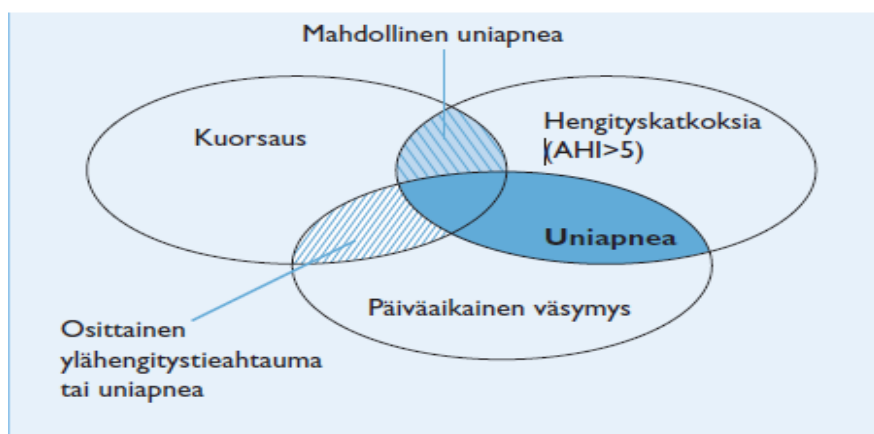 Mahdollinen uniapnea
Kuorsaus
Hengityskatkoksia
(AHI>5)
Uniapnea
Päiväaikainen väsymys
Osittainen
ylähengitystieahtauma
tai uniapnea